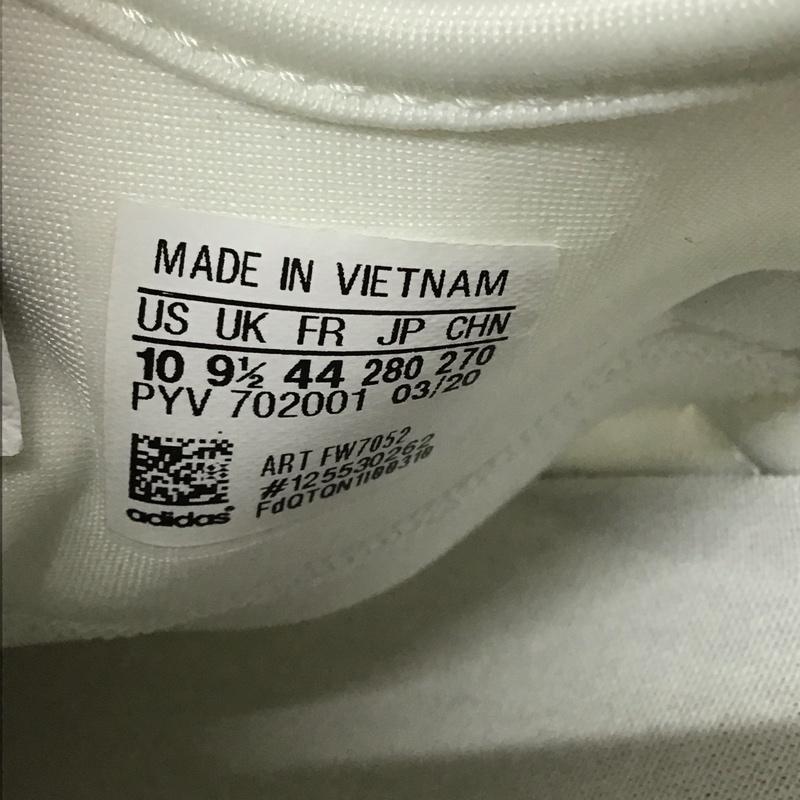 MADE IN VIETNAM
US UK FR JP CHN
10 9½ 44 280 270
PYV 702001 03/20
ART FW7052
#125530262
adidas